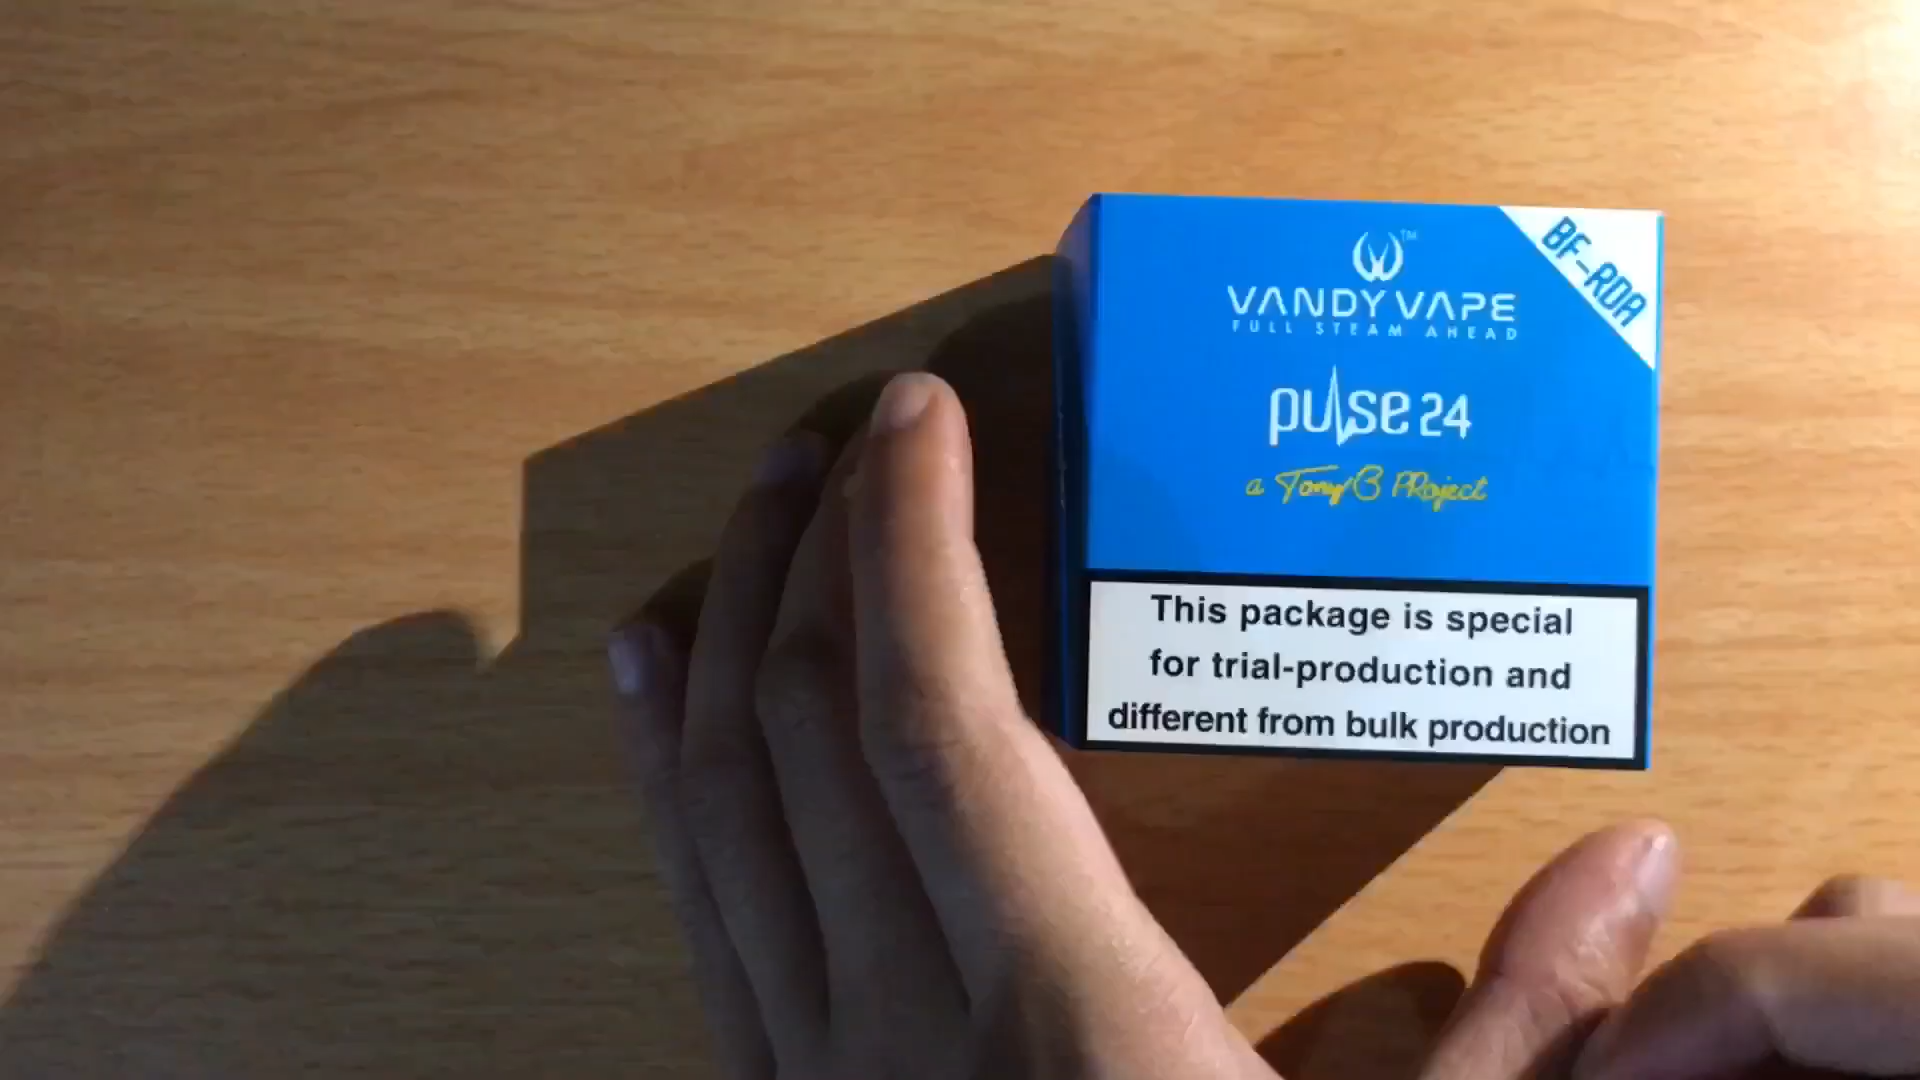 BF-RDA
TM
VANDY VAPE
FULL STEAM AHEAD
pulse 24
a Tony B PRoject
This package is special
for trial-production and
different from bulk production